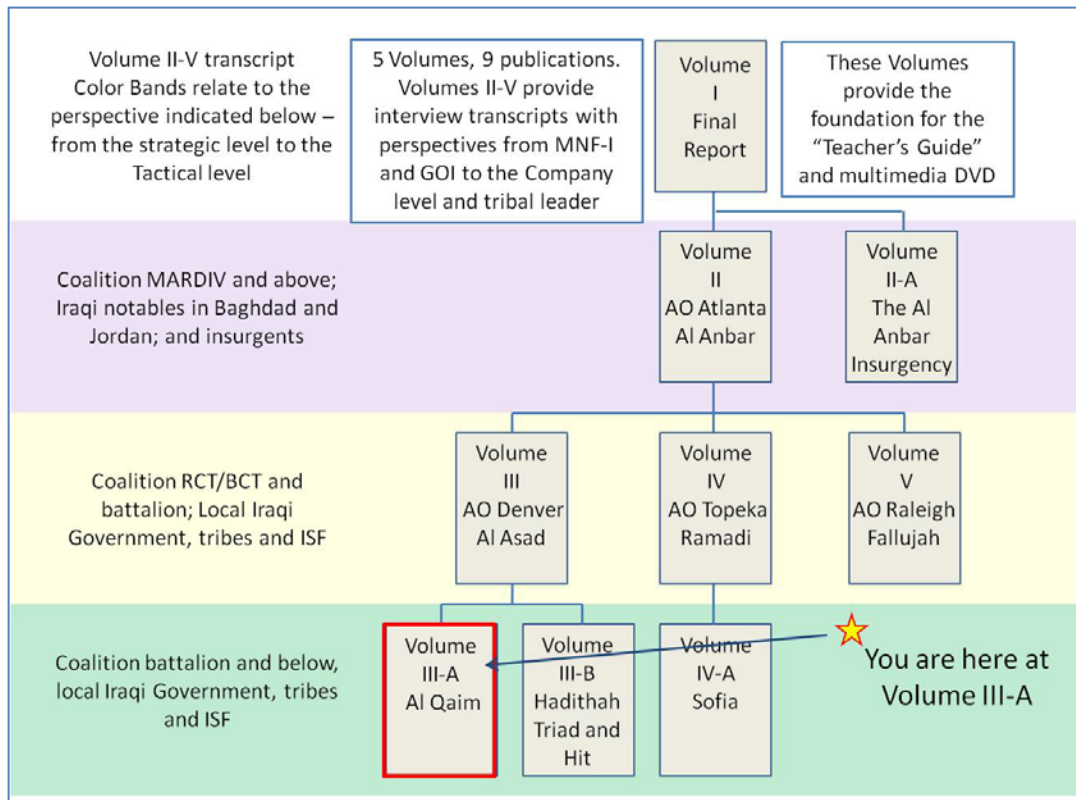 Volume II-V transcript
Color Bands relate to the
perspective indicated below –
from the strategic level to the
Tactical level
5 Volumes, 9 publications.
Volumes II-V provide
interview transcripts with
perspectives from MNF-I
and GOI to the Company
level and tribal leader
Volume
I
Final
Report
These Volumes
provide the
foundation for the
“Teacher’s Guide”
and multimedia DVD
Coalition MARDIV and above;
Iraqi notables in Baghdad and
Jordan; and insurgents
Volume
II
AO Atlanta
Al Anbar
Volume
II-A
The Al
Anbar
Insurgency
Coalition RCT/BCT and
battalion; Local Iraqi
Government, tribes and ISF
Volume
III
AO Denver
Al Asad
Volume
IV
AO Topeka
Ramadi
Volume
V
AO Raleigh
Fallujah
Coalition battalion and below,
local Iraqi Government, tribes
and ISF
Volume
III-A
Al Qaim
Volume
III-B
Hadithah
Triad and
Hit
Volume
IV-A
Sofia
You are here at
Volume III-A